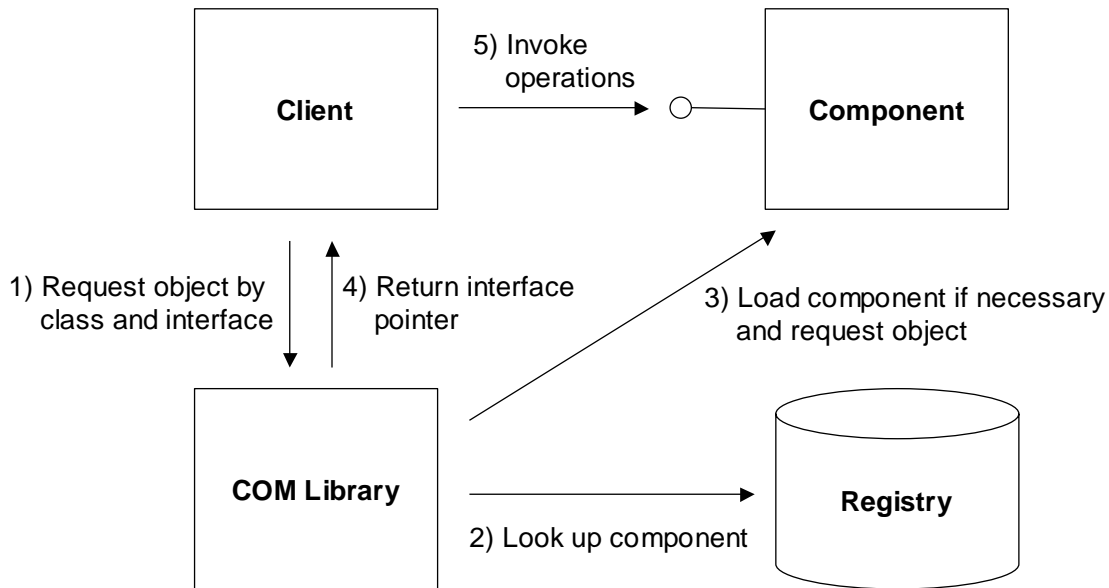 5) Invoke
operations
Client
Component
1) Request object by
class and interface
4) Return interface
pointer
3) Load component if necessary
and request object
COM Library
Registry
2) Look up component